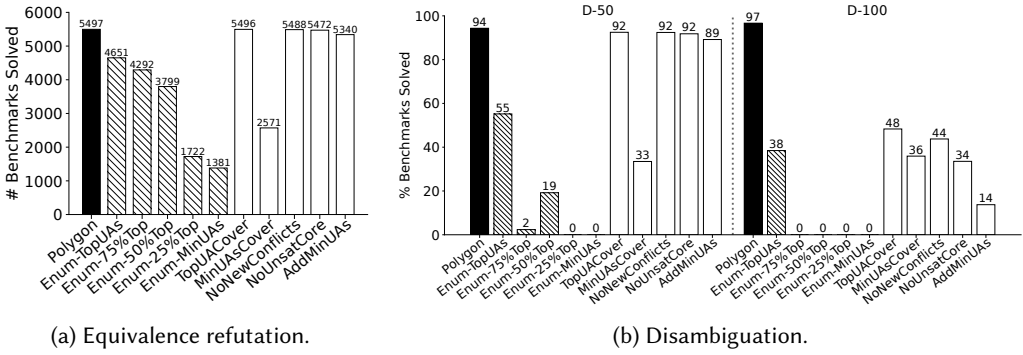 # Benchmarks Solved
6000
5000
4000
3000
2000
1000
0
5497
4651
4292
3799
1722
1381
5496
2571
5488
5472
5340
Polygon
Enum-TopUAs
Enum-75%Top
Enum-50%Top
Enum-25%Top
Enum-MinUAs
TopUACover
MinUAsCover
NoNewConflicts
NoUnsatCore
AddMinUAs
(a) Equivalence refutation.
% Benchmarks Solved
100
80
60
40
20
0
D-50
94
55
2
19
0
0
92
33
92
92
89
Polygon
Enum-TopUAs
Enum-75%Top
Enum-50%Top
Enum-25%Top
Enum-MinUAs
TopUACover
MinUAsCover
NoNewConflicts
NoUnsatCore
AddMinUAs
D-100
97
38
0
0
0
0
48
36
44
34
14
Polygon
Enum-TopUAs
Enum-75%Top
Enum-50%Top
Enum-25%Top
Enum-MinUAs
TopUACover
MinUAsCover
NoNewConflicts
NoUnsatCore
AddMinUAs
(b) Disambiguation.